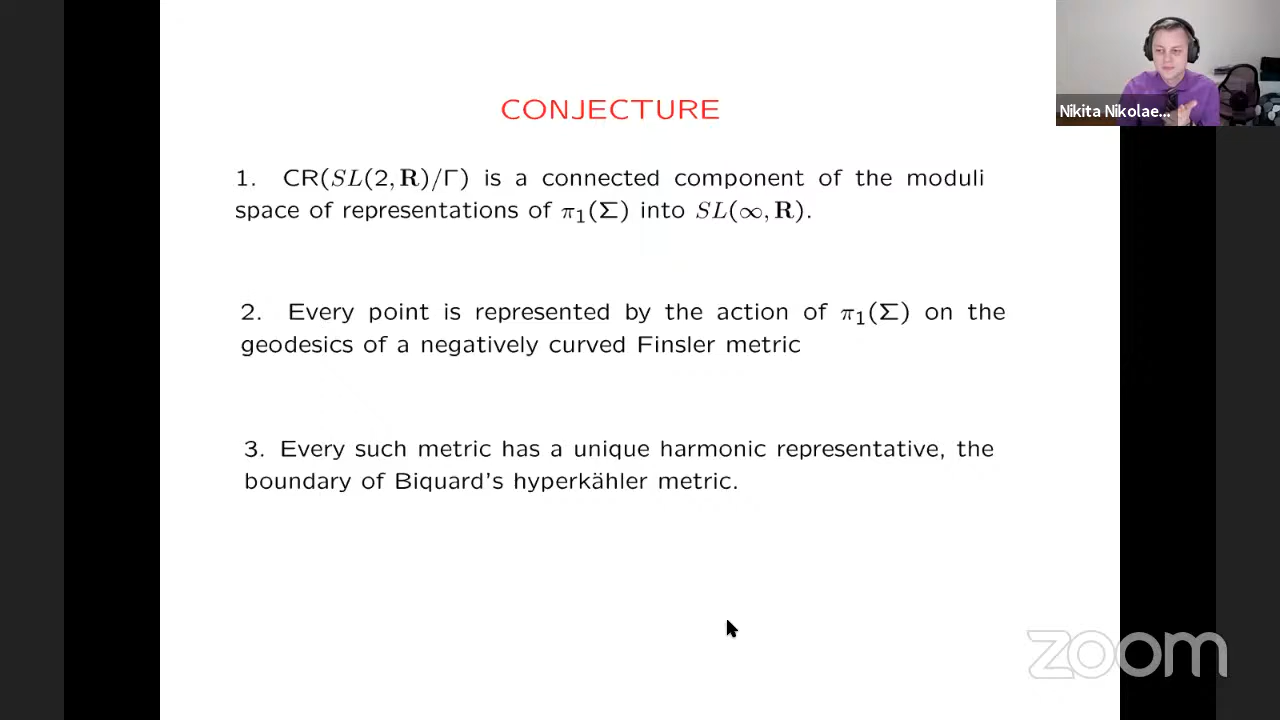 Nikita Nikolae...
CONJECTURE
1. CR(SL(2, R)/Γ) is a connected component of the moduli
space of representations of π₁(Σ) into SL(∞, R).
2. Every point is represented by the action of π₁(Σ) on the
geodesics of a negatively curved Finsler metric
3. Every such metric has a unique harmonic representative, the
boundary of Biquard's hyperkähler metric.
zoom